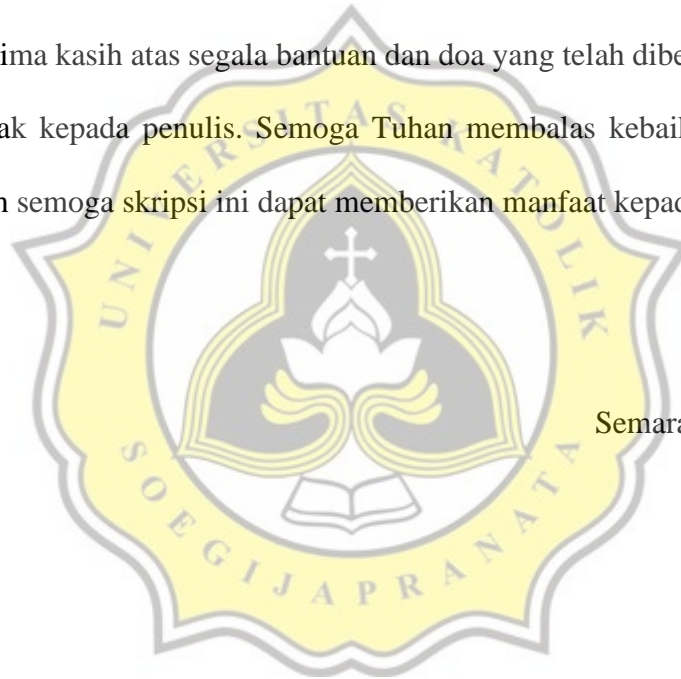 ima kasih atas segala bantuan dan doa yang telah dibe
ak kepada penulis. Semoga Tuhan membalas kebail
n semoga skripsi ini dapat memberikan manfaat kepad
Semara
UNIVERSITAS KATOLIK
SOEGIJAPRANATA